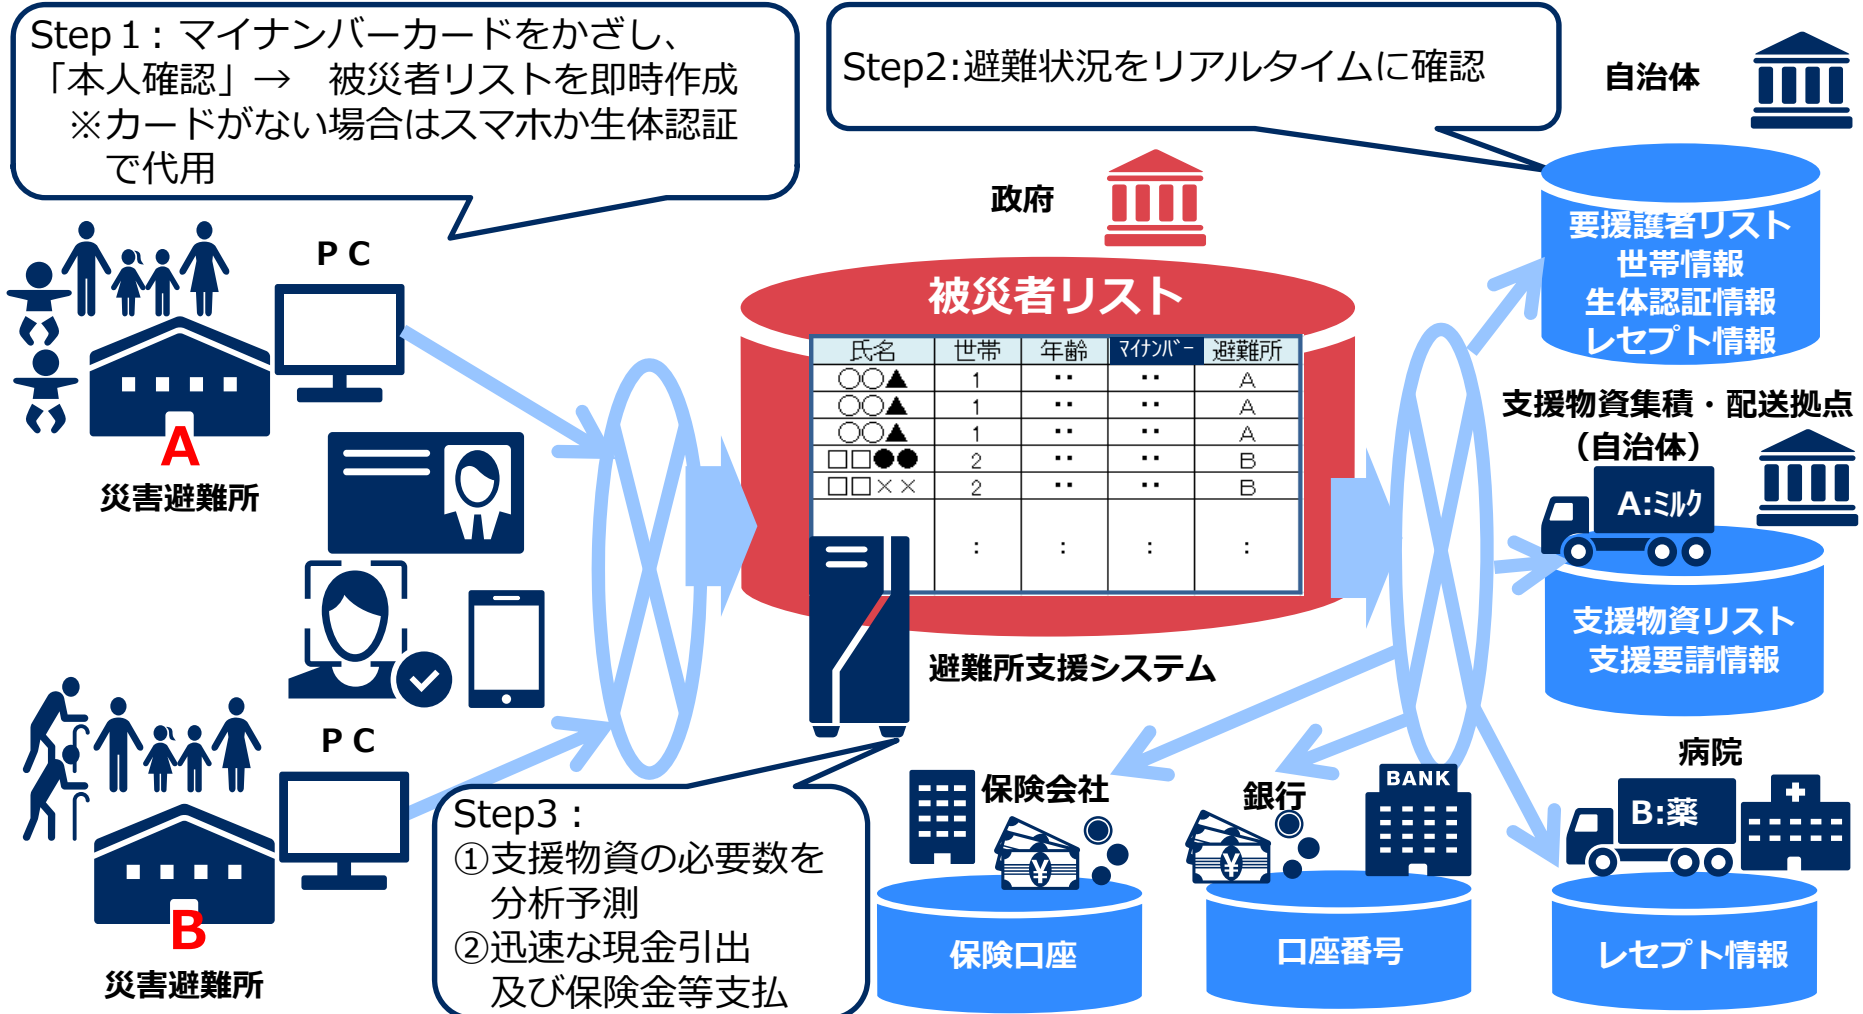 Step１: マイナンバーカードをかざし、
「本人確認」→　被災者リストを即時作成
※カードがない場合はスマホか生体認証
で代用
Step2:避難状況をリアルタイムに確認
自治体
政府
要援護者リスト
世帯情報
生体認証情報
レセプト情報
ＰＣ
被災者リスト
氏名 世帯 年齢 ﾏｲﾅﾝﾊﾞｰ 避難所
○○▲ 1 ･･ ･･ A
○○▲ 1 ･･ ･･ A
○○▲ 1 ･･ ･･ A
□□●● 2 ･･ ･･ B
□□×× 2 ･･ ･･ B
: : : :
A
災害避難所
支援物資集積・配送拠点
（自治体）
A:ﾐﾙｸ
支援物資リスト
支援要請情報
避難所支援システム
ＰＣ
B
災害避難所
Step3：
①支援物資の必要数を
分析予測
②迅速な現金引出
及び保険金等支払
保険会社
¥
保険口座
銀行
BANK
¥
口座番号
病院
B:薬
レセプト情報